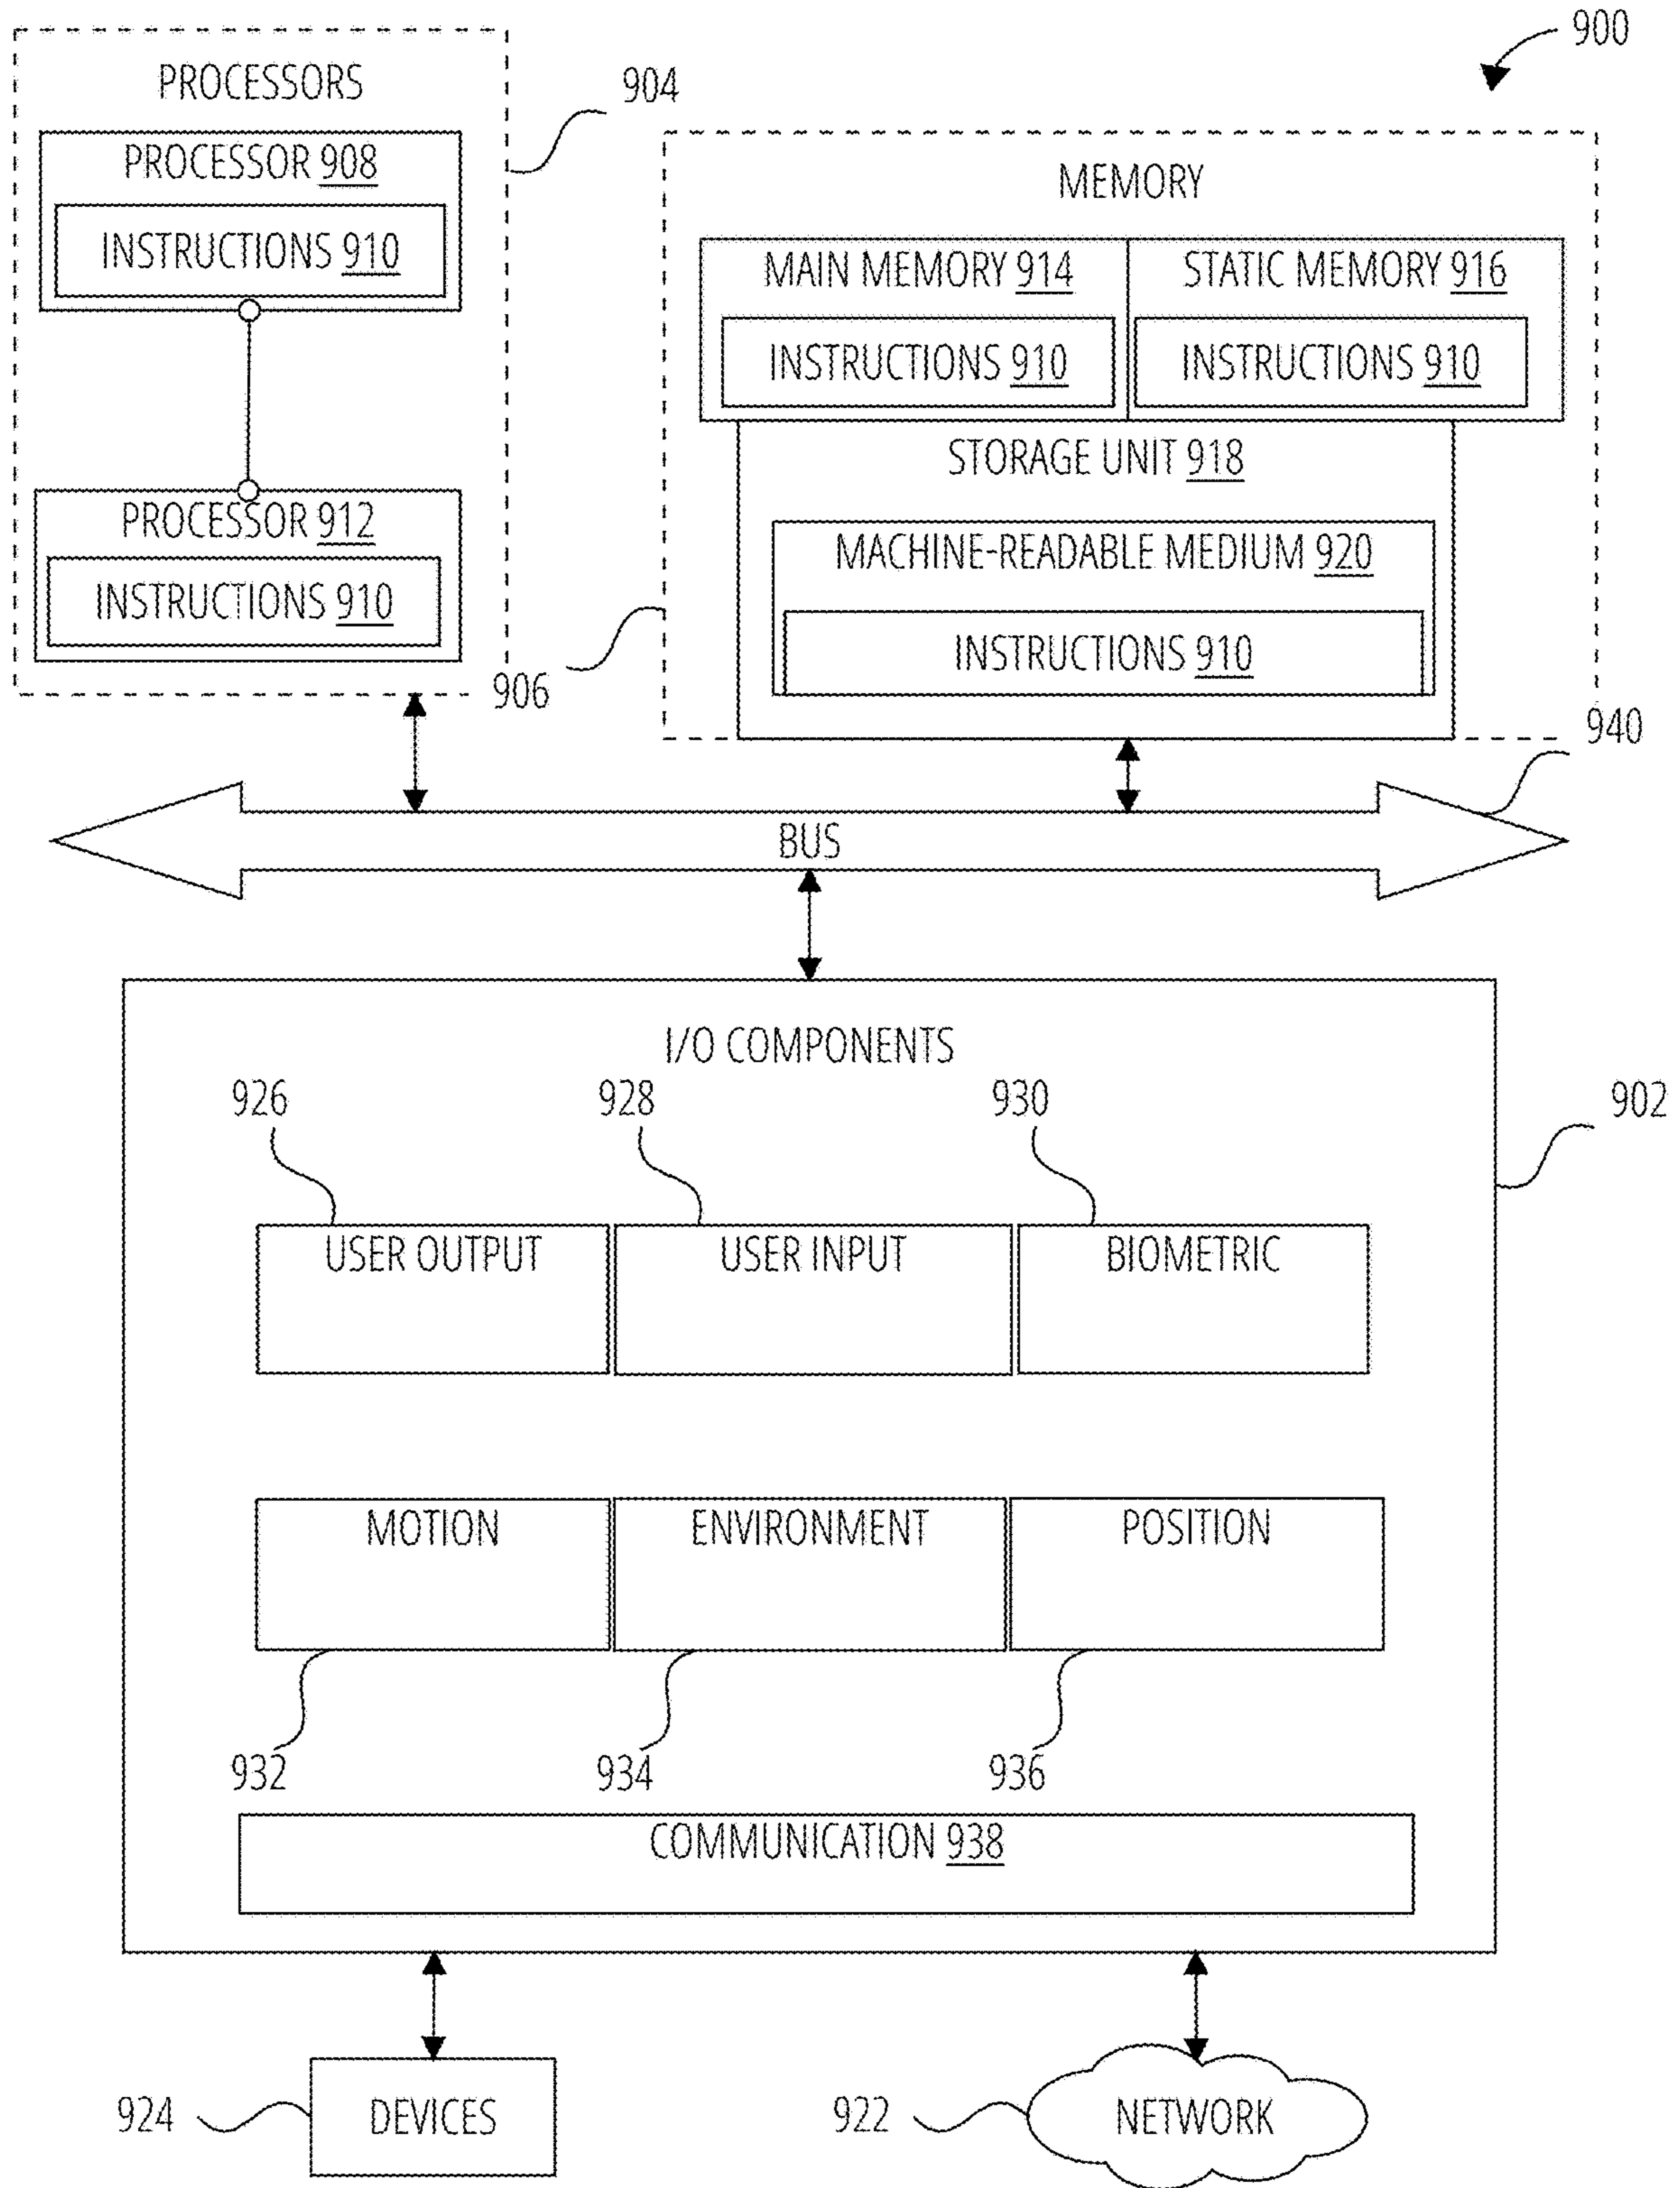 900
PROCESSORS
904
PROCESSOR 908
INSTRUCTIONS 910
PROCESSOR 912
INSTRUCTIONS 910
MEMORY
MAIN MEMORY 914
STATIC MEMORY 916
INSTRUCTIONS 910
INSTRUCTIONS 910
STORAGE UNIT 918
MACHINE-READABLE MEDIUM 920
INSTRUCTIONS 910
906
940
BUS
I/O COMPONENTS
926
928
930
902
USER OUTPUT
USER INPUT
BIOMETRIC
MOTION
ENVIRONMENT
POSITION
932
934
936
COMMUNICATION 938
924
DEVICES
922
NETWORK